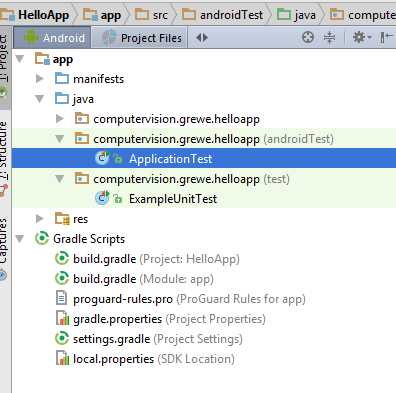 HelloApp app src androidTest java compute
Android Project Files
1: Project
7: Structure
Captures
app
manifests
java
computervision.grewe.helloapp
computervision.grewe.helloapp (androidTest)
ApplicationTest
computervision.grewe.helloapp (test)
ExampleUnitTest
res
Gradle Scripts
build.gradle (Project: HelloApp)
build.gradle (Module: app)
proguard-rules.pro (ProGuard Rules for app)
gradle.properties (Project Properties)
settings.gradle (Project Settings)
local.properties (SDK Location)